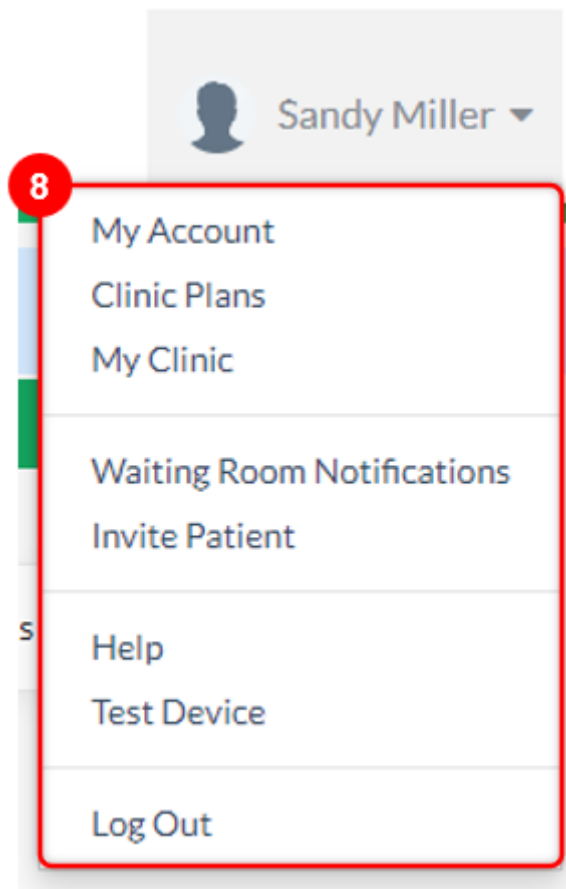 Sandy Miller
8
My Account
Clinic Plans
My Clinic
Waiting Room Notifications
Invite Patient
s
Help
Test Device
Log Out